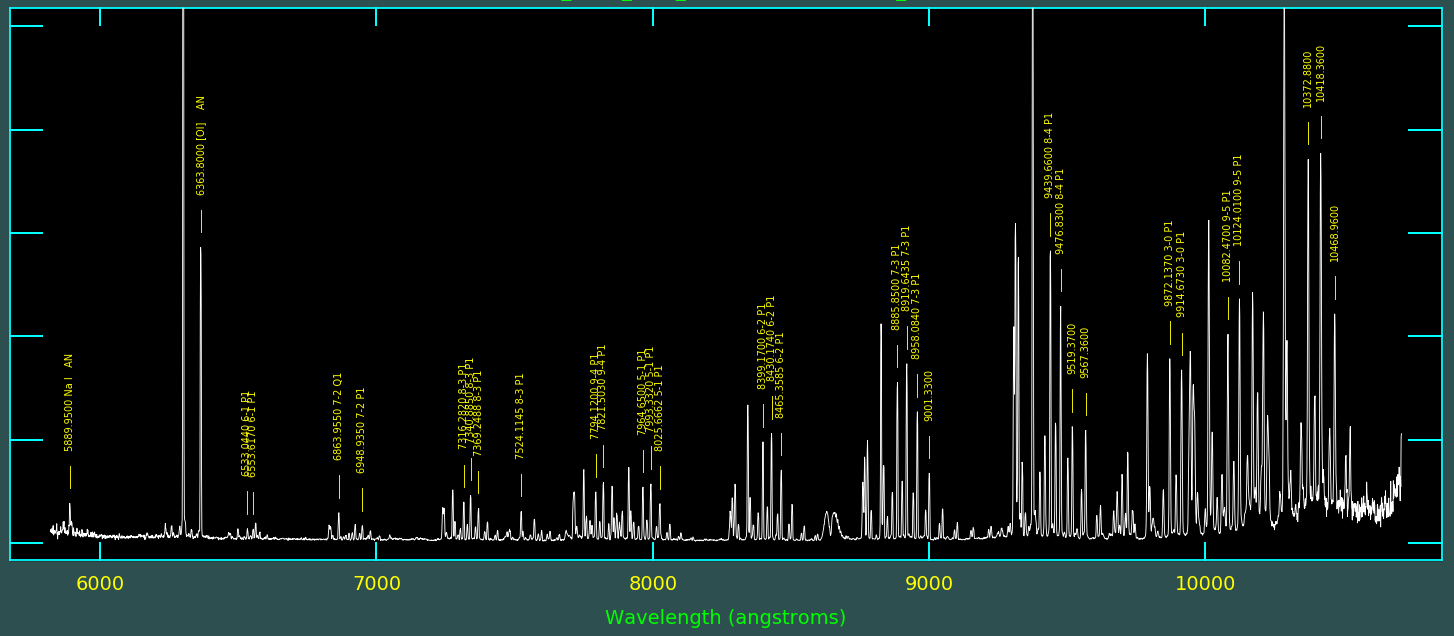 5889.9500 Na I AN
6363.8000 [OI] AN
6533.0440 6-1 P1
6553.6170 6-1 P1
6863.9550 7-2 Q1
6948.9350 7-2 P1
7316.2820 8-3 P1
7340.8850 8-3 P1
7369.2488 8-3 P1
7524.1145 8-3 P1
7794.1200 9-4 P1
7821.5030 9-4 P1
7964.6500 5-1 P1
7993.3320 5-1 P1
8025.6662 5-1 P1
8399.1700 6-2 P1
8430.1740 6-2 P1
8465.3585 6-2 P1
8885.8500 7-3 P1
8919.6435 7-3 P1
8958.0840 7-3 P1
9001.3300
9439.6600 8-4 P1
9476.8300 8-4 P1
9519.3700
9567.3600
9872.1370 3-0 P1
9914.6730 3-0 P1
10082.4700 9-5 P1
10124.0100 9-5 P1
10372.8800
10418.3600
10468.9600
6000 7000 8000 9000 10000
Wavelength (angstroms)